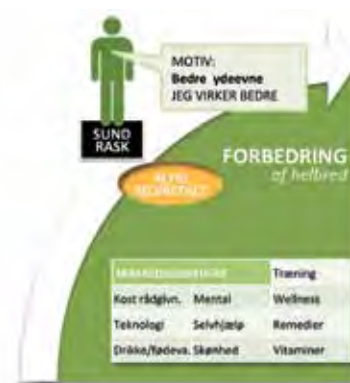 MOTIV:
Bedre ydeevne
JEG VIRKER BEDRE
SUND
RASK
FORBEDRING
af helbred
Træning
Kost rådgivn. Mental Wellness
Teknologi Selvhjælp Remedier
Drikke/fødeva. Skønhed Vitaminer